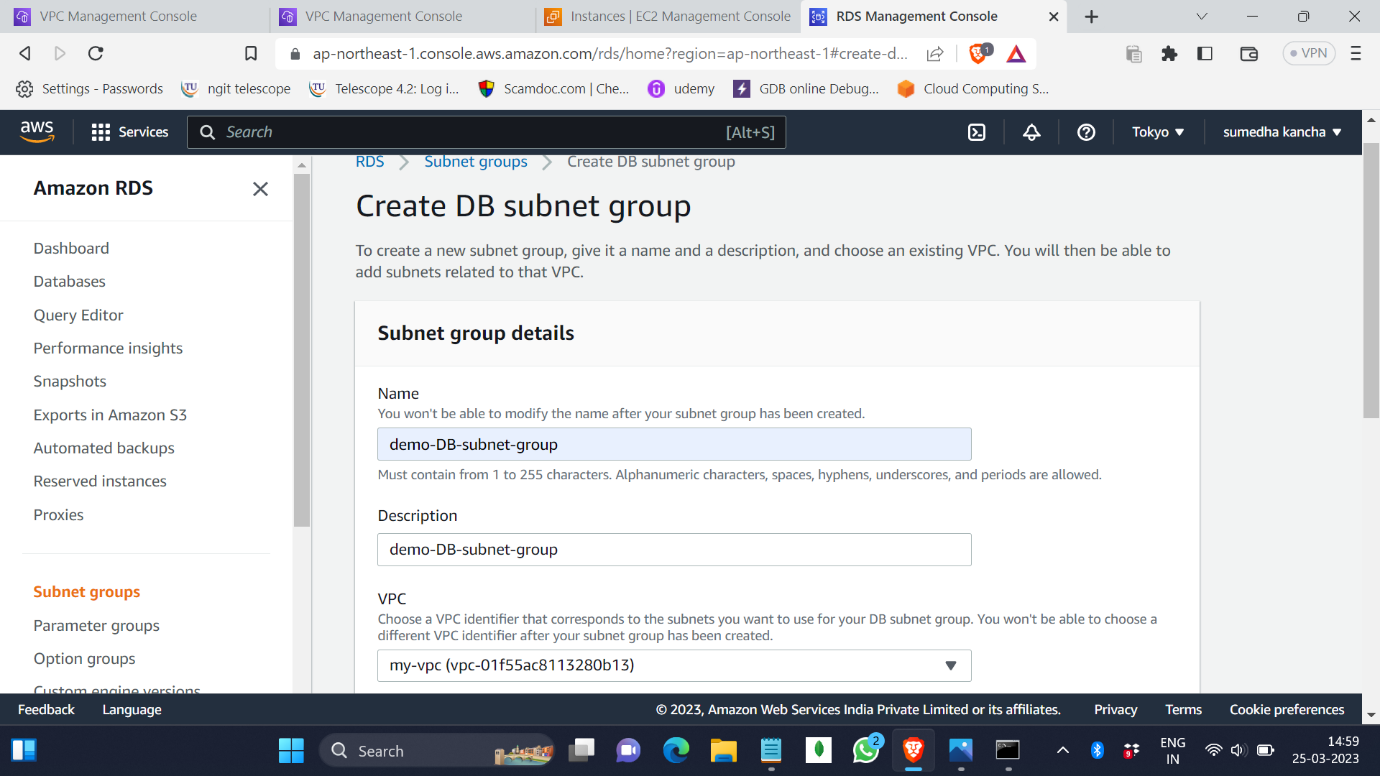 VPC Management Console
VPC Management Console
Instances | EC2 Management Console
RDS Management Console
ap-northeast-1.console.aws.amazon.com/rds/home?region=ap-northeast-1#create-d...
1
VPN
Settings - Passwords
ngit telescope
Telescope 4.2: Log i...
Scamdoc.com | Che...
udemy
GDB online Debug...
Cloud Computing S...
aws
Services
Search
[Alt+S]
Tokyo
sumedha kancha
Amazon RDS
Dashboard
Databases
Query Editor
Performance insights
Snapshots
Exports in Amazon S3
Automated backups
Reserved instances
Proxies
Subnet groups
Parameter groups
Option groups
Custom engine versions
RDS
Subnet groups
Create DB subnet group
Create DB subnet group
To create a new subnet group, give it a name and a description, and choose an existing VPC. You will then be able to
add subnets related to that VPC.
Subnet group details
Name
You won't be able to modify the name after your subnet group has been created.
demo-DB-subnet-group
Must contain from 1 to 255 characters. Alphanumeric characters, spaces, hyphens, underscores, and periods are allowed.
Description
demo-DB-subnet-group
VPC
Choose a VPC identifier that corresponds to the subnets you want to use for your DB subnet group. You won't be able to choose a
different VPC identifier after your subnet group has been created.
my-vpc (vpc-01f55ac8113280b13)
Feedback
Language
© 2023, Amazon Web Services India Private Limited or its affiliates.
Privacy
Terms
Cookie preferences
Search
2
9
ENG
IN
14:59
25-03-2023